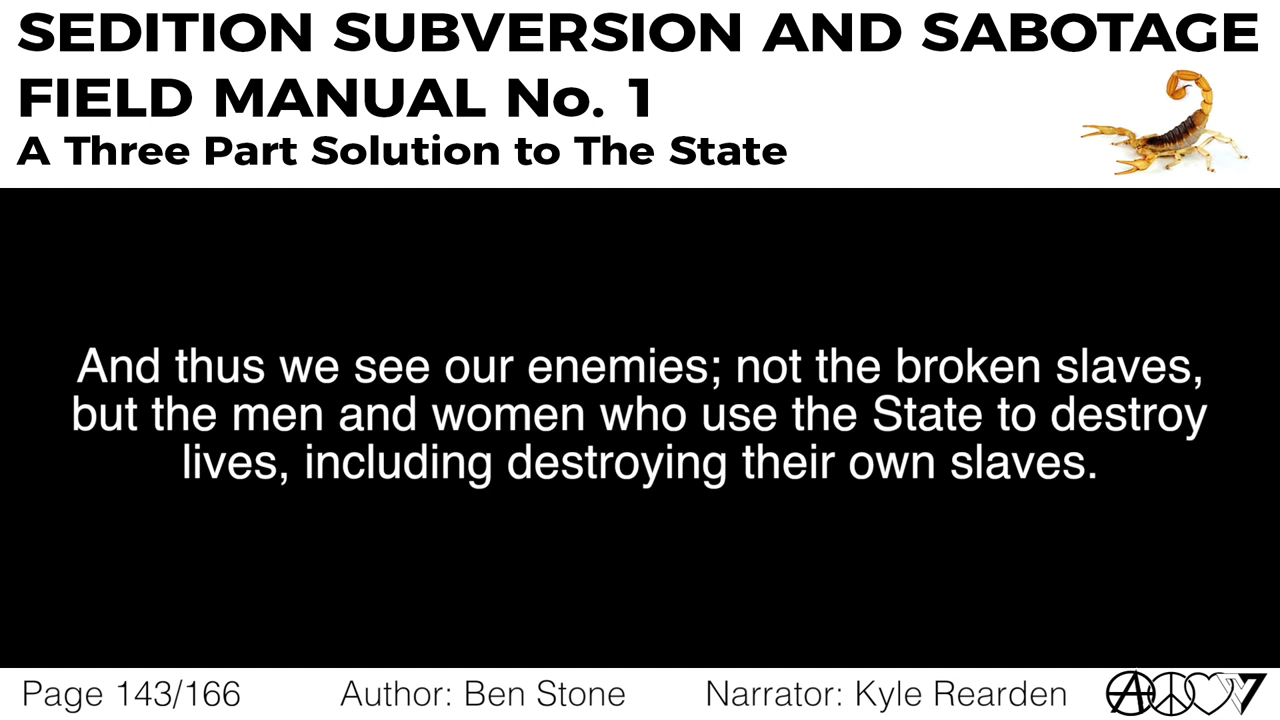 SEDITION SUBVERSION AND SABOTAGE
FIELD MANUAL No. 1
A Three Part Solution to The State
And thus we see our enemies; not the broken slaves,
but the men and women who use the State to destroy
lives, including destroying their own slaves.
Page 143/166 Author: Ben Stone Narrator: Kyle Rearden